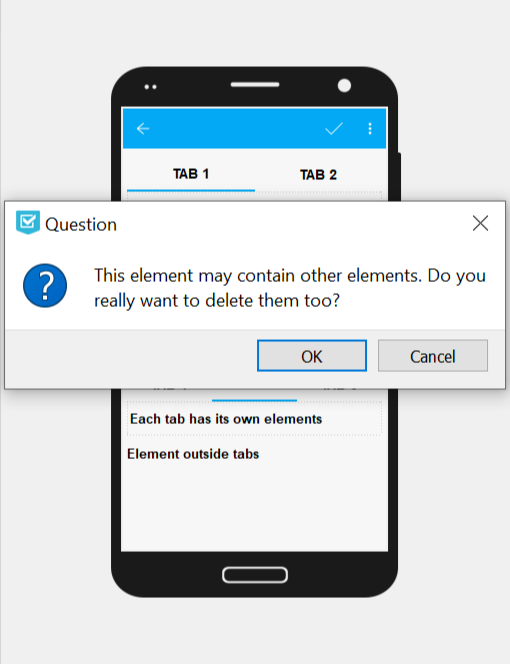 TAB 1 TAB 2
Question
This element may contain other elements. Do you
really want to delete them too?
OK Cancel
Each tab has its own elements
Element outside tabs